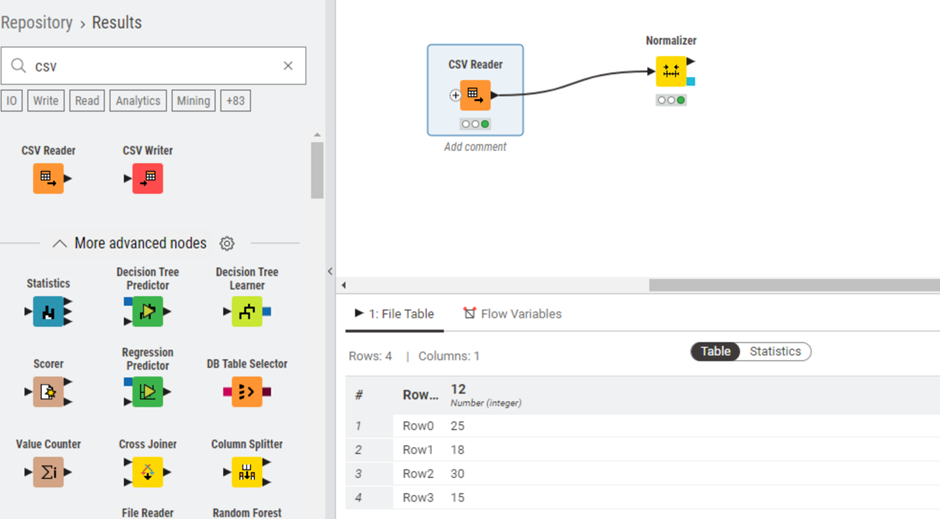 Repository › Results
csv
IO Write Read Analytics Mining +83
CSV Reader CSV Writer
More advanced nodes
Statistics
Decision Tree
Predictor
Decision Tree
Learner
Scorer
Regression
Predictor
DB Table Selector
Value Counter Cross Joiner Column Splitter
File Reader Random Forest
CSV Reader
Add comment
Normalizer
1: File Table Flow Variables
Rows: 4 | Columns: 1
Table Statistics
# Row... 12
Number (integer)
1 Row0 25
2 Row1 18
3 Row2 30
4 Row3 15